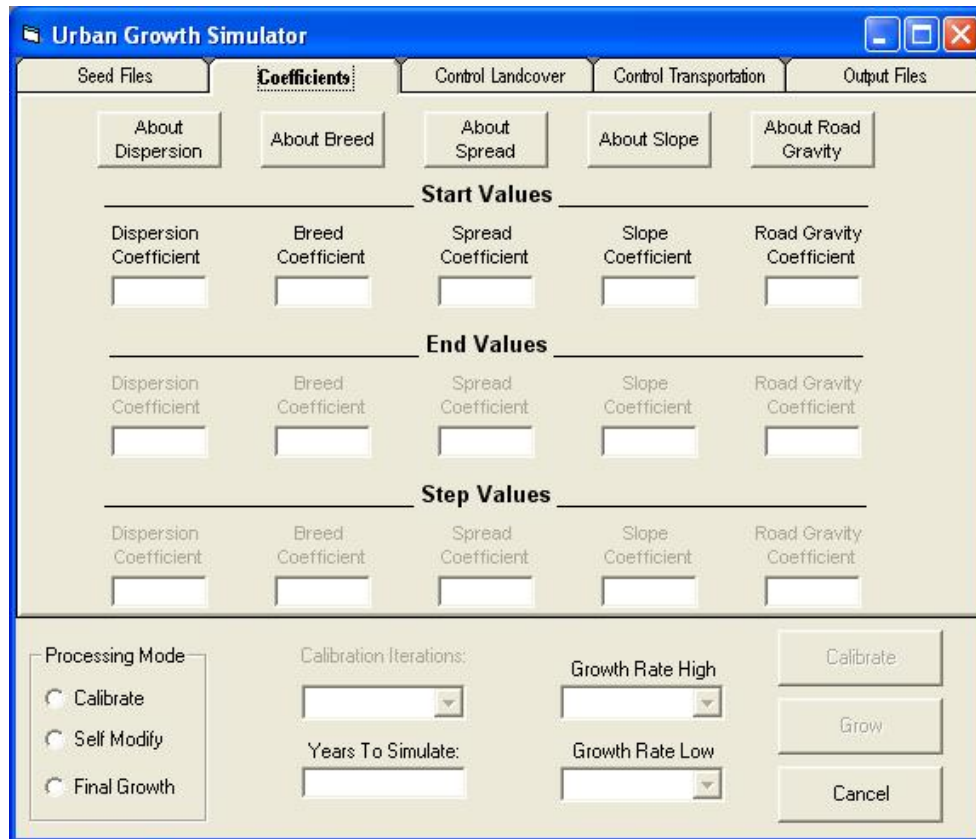 Urban Growth Simulator
Seed Files
Coefficients
Control Landcover
Control Transportation
Output Files
About
Dispersion
About Breed
About
Spread
About Slope
About Road
Gravity
Start Values
Dispersion
Coefficient
Breed
Coefficient
Spread
Coefficient
Slope
Coefficient
Road Gravity
Coefficient
End Values
Dispersion
Coefficient
Breed
Coefficient
Spread
Coefficient
Slope
Coefficient
Road Gravity
Coefficient
Step Values
Dispersion
Coefficient
Breed
Coefficient
Spread
Coefficient
Slope
Coefficient
Road Gravity
Coefficient
Processing Mode
Calibrate
Self Modify
Final Growth
Calibration Iterations:
Years To Simulate:
Growth Rate High
Growth Rate Low
Calibrate
Grow
Cancel